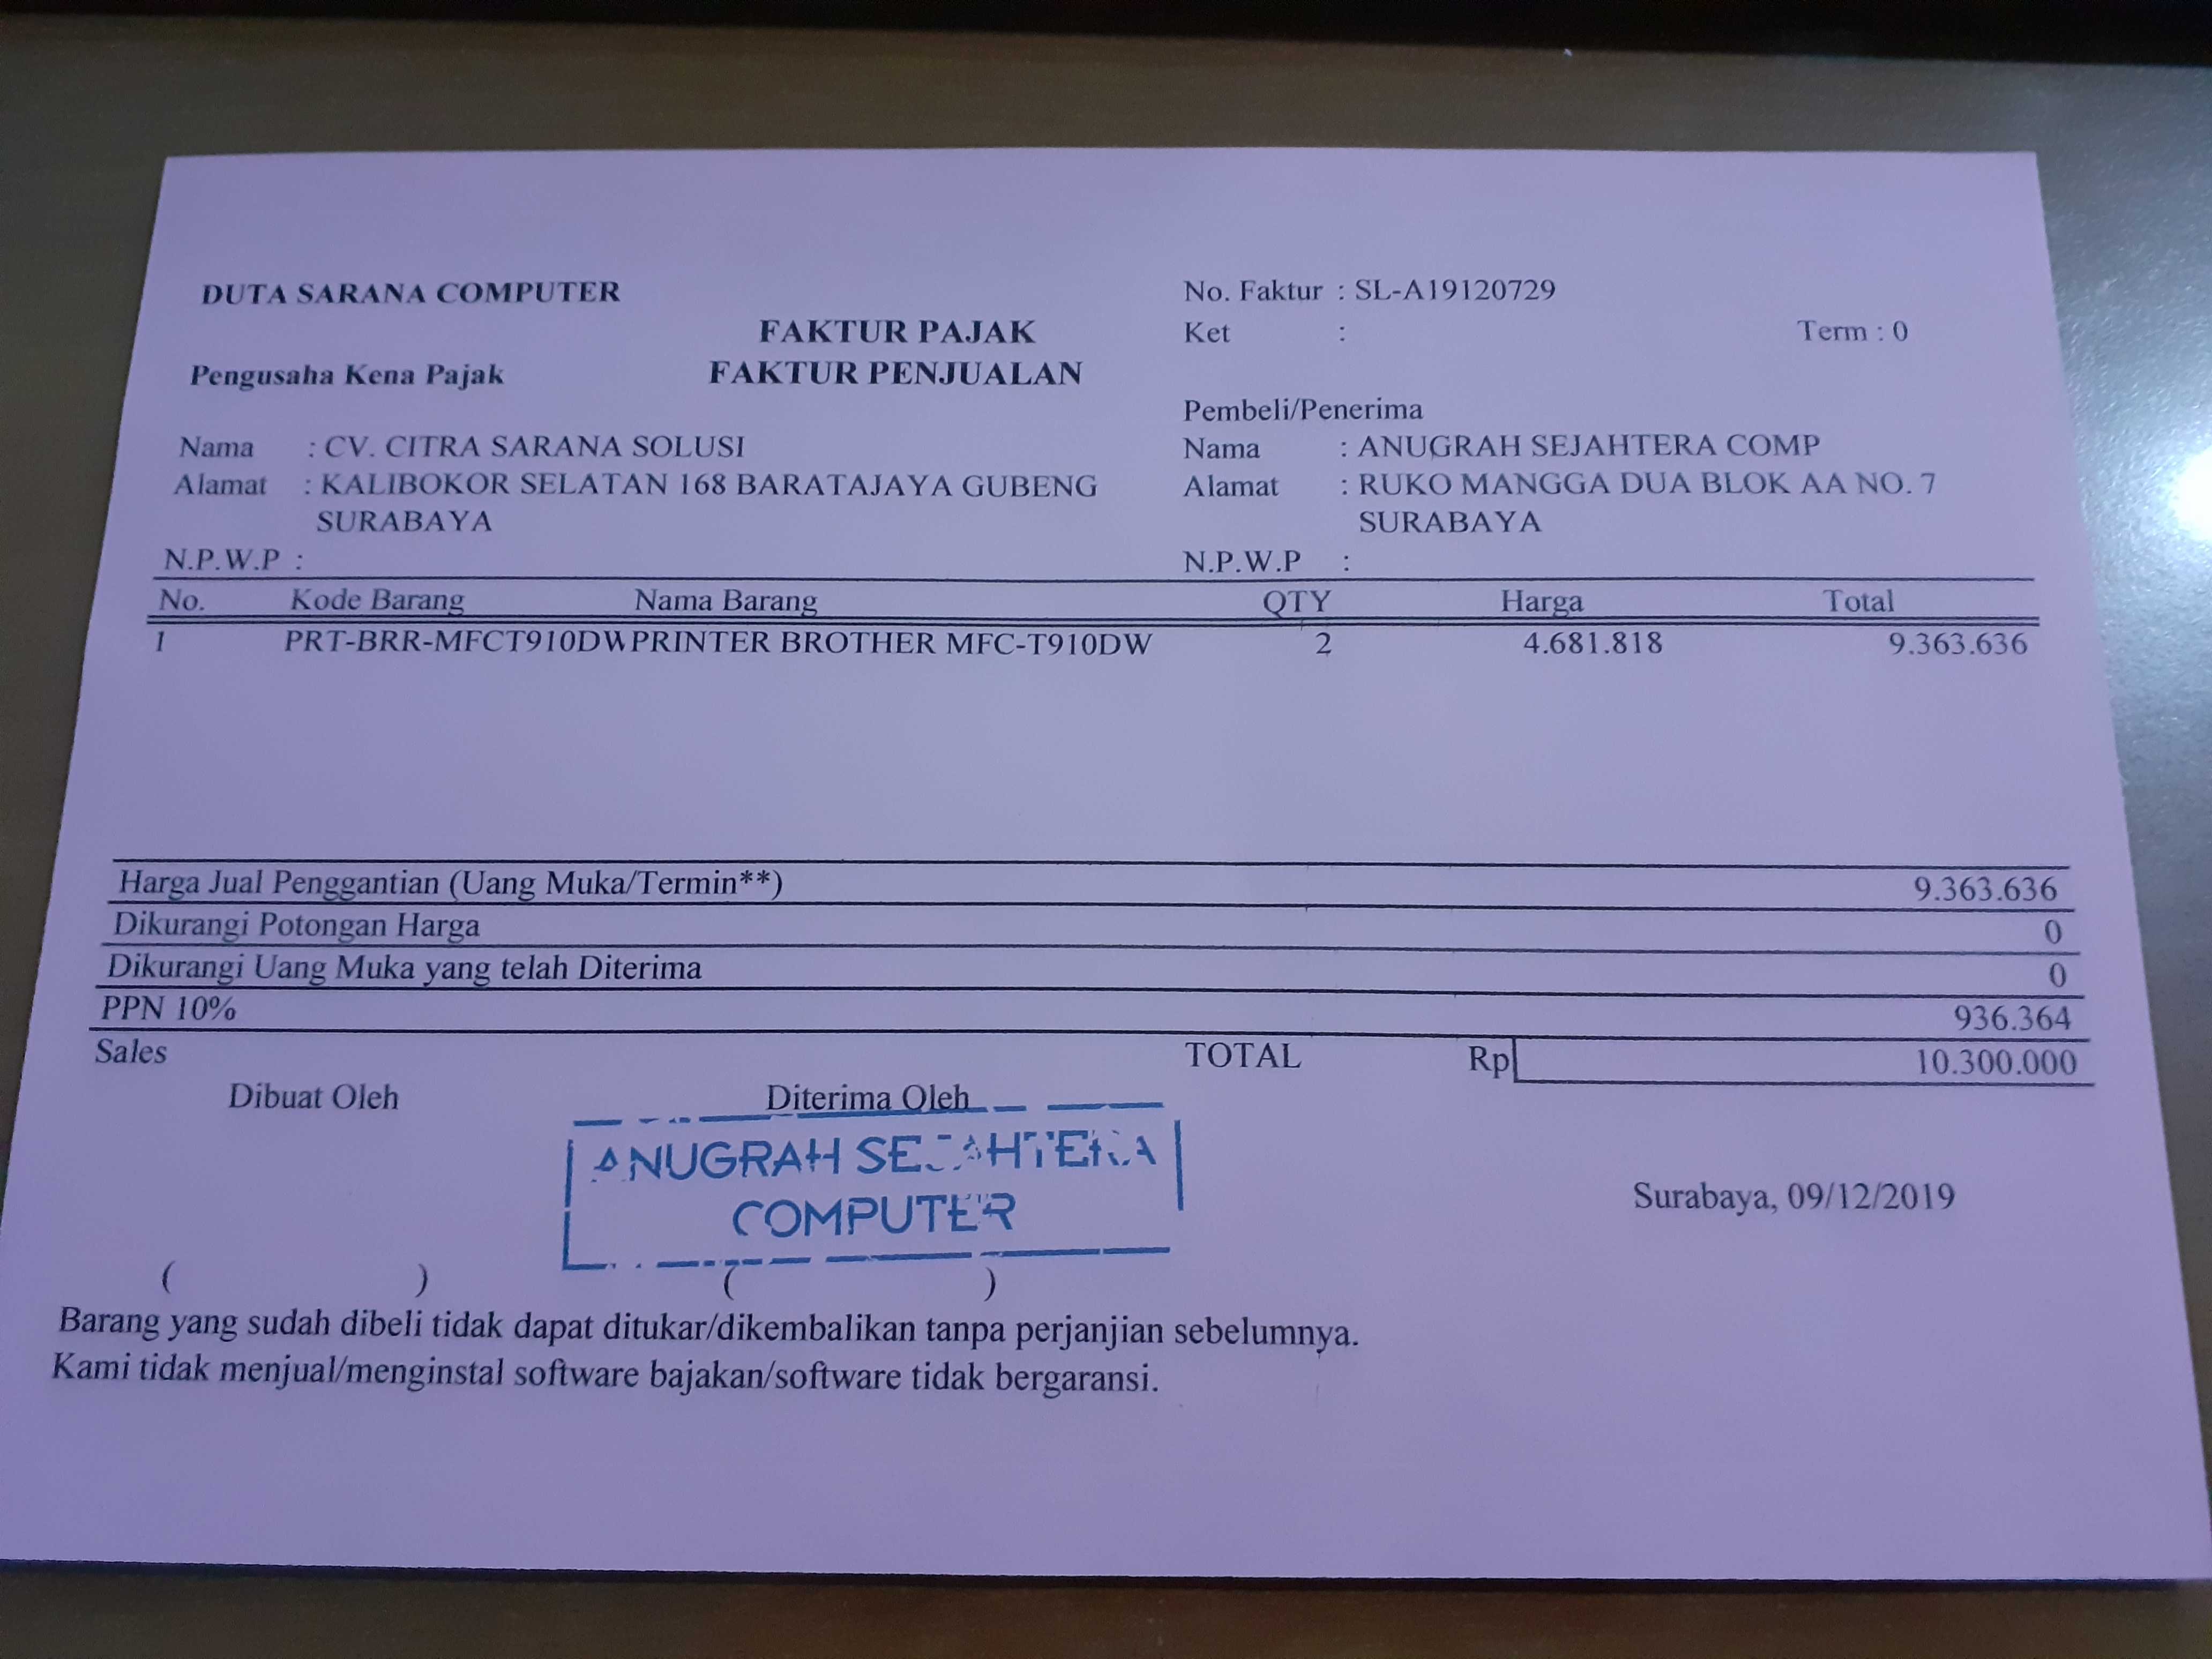 DUTA SARANA COMPUTER
FAKTUR PAJAK
FAKTUR PENJUALAN
No. Faktur : SL-A19120729
Ket :
Term : 0
Pengusaha Kena Pajak
Nama : CV. CITRA SARANA SOLUSI
Alamat : KALIBOKOR SELATAN 168 BARATAJAYA GUBENG
SURABAYA
N.P.W.P :
Pembeli/Penerima
Nama : ANUGRAH SEJAHTERA COMP
Alamat : RUKO MANGGA DUA BLOK AA NO. 7
SURABAYA
N.P.W.P :
No. Kode Barang Nama Barang QTY Harga Total
1 PRT-BRR-MFCT910DWPRINTER BROTHER MFC-T910DW 2 4.681.818 9.363.636
Harga Jual Penggantian (Uang Muka/Termin**) 9.363.636
Dikurangi Potongan Harga 0
Dikurangi Uang Muka yang telah Diterima 0
PPN 10% 936.364
Sales TOTAL Rp 10.300.000
Dibuat Oleh Diterima Oleh
ANUGRAH SEJAHTERA
COMPUTER
Surabaya, 09/12/2019
( ) ( )
Barang yang sudah dibeli tidak dapat ditukar/dikembalikan tanpa perjanjian sebelumnya.
Kami tidak menjual/menginstal software bajakan/software tidak bergaransi.